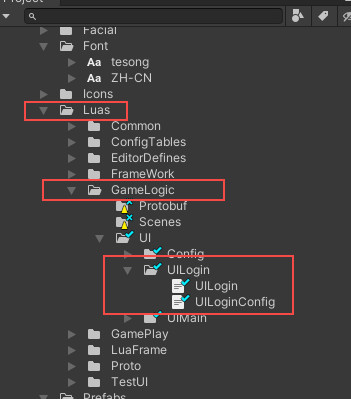 Project
Facial
Font
Aa tesong
Aa ZH-CN
Icons
Luas
Common
ConfigTables
EditorDefines
FrameWork
GameLogic
Protobuf
Scenes
UI
Config
UILogin
UILogin
UILoginConfig
UIMain
GamePlay
LuaFrame
Proto
TestUI
Prefabs